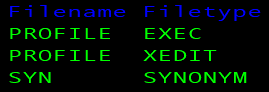 Filename Filetype
PROFILE EXEC
PROFILE XEDIT
SYN SYNONYM